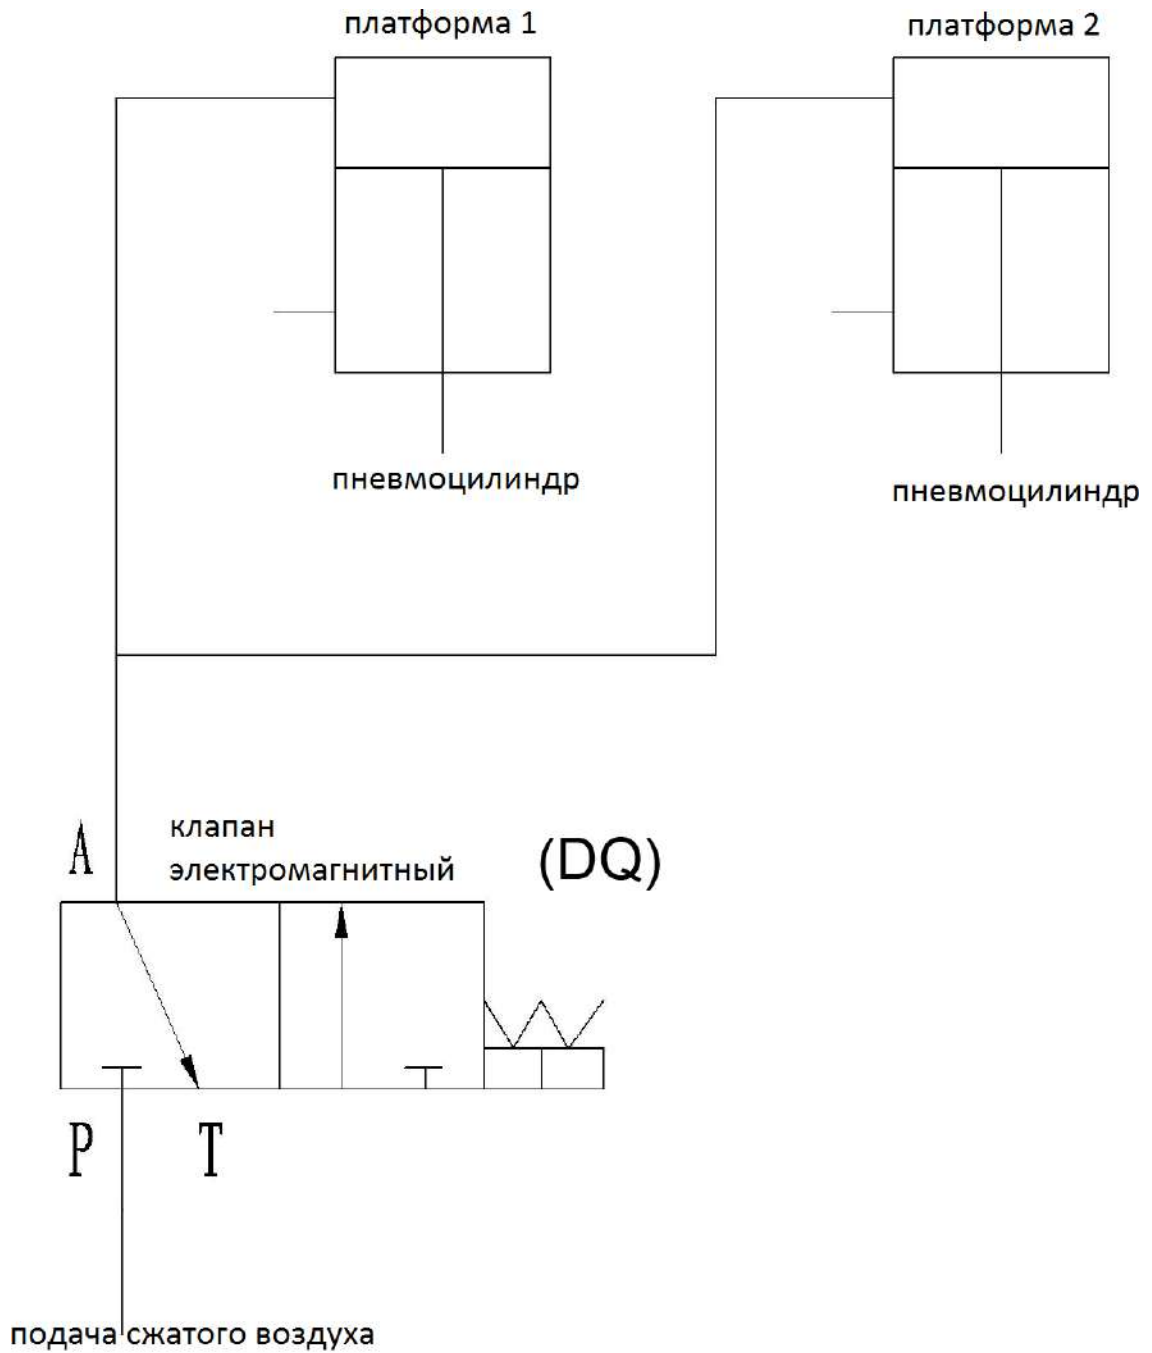 платформа 1
платформа 2
пневмоцилиндр
пневмоцилиндр
A
клапан
электромагнитный
(DQ)
P
T
подача сжатого воздуха